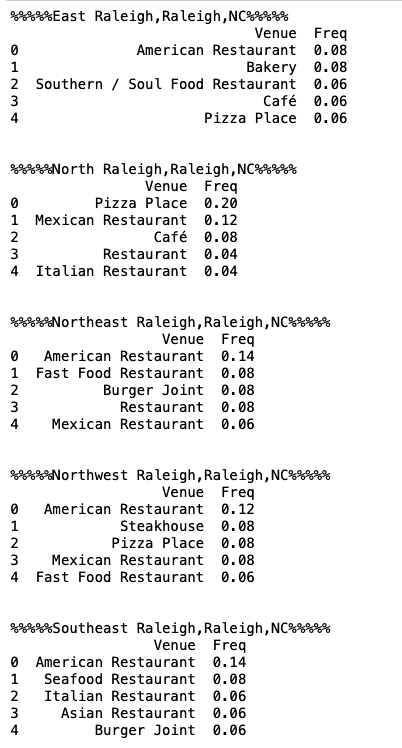 %%%%%East Raleigh,Raleigh,NC%%%%%
Venue Freq
0 American Restaurant 0.08
1 Bakery 0.08
2 Southern / Soul Food Restaurant 0.06
3 Café 0.06
4 Pizza Place 0.06
%%%%%North Raleigh,Raleigh,NC%%%%%
Venue Freq
0 Pizza Place 0.20
1 Mexican Restaurant 0.12
2 Café 0.08
3 Restaurant 0.04
4 Italian Restaurant 0.04
%%%%%Northeast Raleigh,Raleigh,NC%%%%%
Venue Freq
0 American Restaurant 0.14
1 Fast Food Restaurant 0.08
2 Burger Joint 0.08
3 Restaurant 0.08
4 Mexican Restaurant 0.06
%%%%%Northwest Raleigh,Raleigh,NC%%%%%
Venue Freq
0 American Restaurant 0.12
1 Steakhouse 0.08
2 Pizza Place 0.08
3 Mexican Restaurant 0.08
4 Fast Food Restaurant 0.06
%%%%%Southeast Raleigh,Raleigh,NC%%%%%
Venue Freq
0 American Restaurant 0.14
1 Seafood Restaurant 0.08
2 Italian Restaurant 0.06
3 Asian Restaurant 0.06
4 Burger Joint 0.06